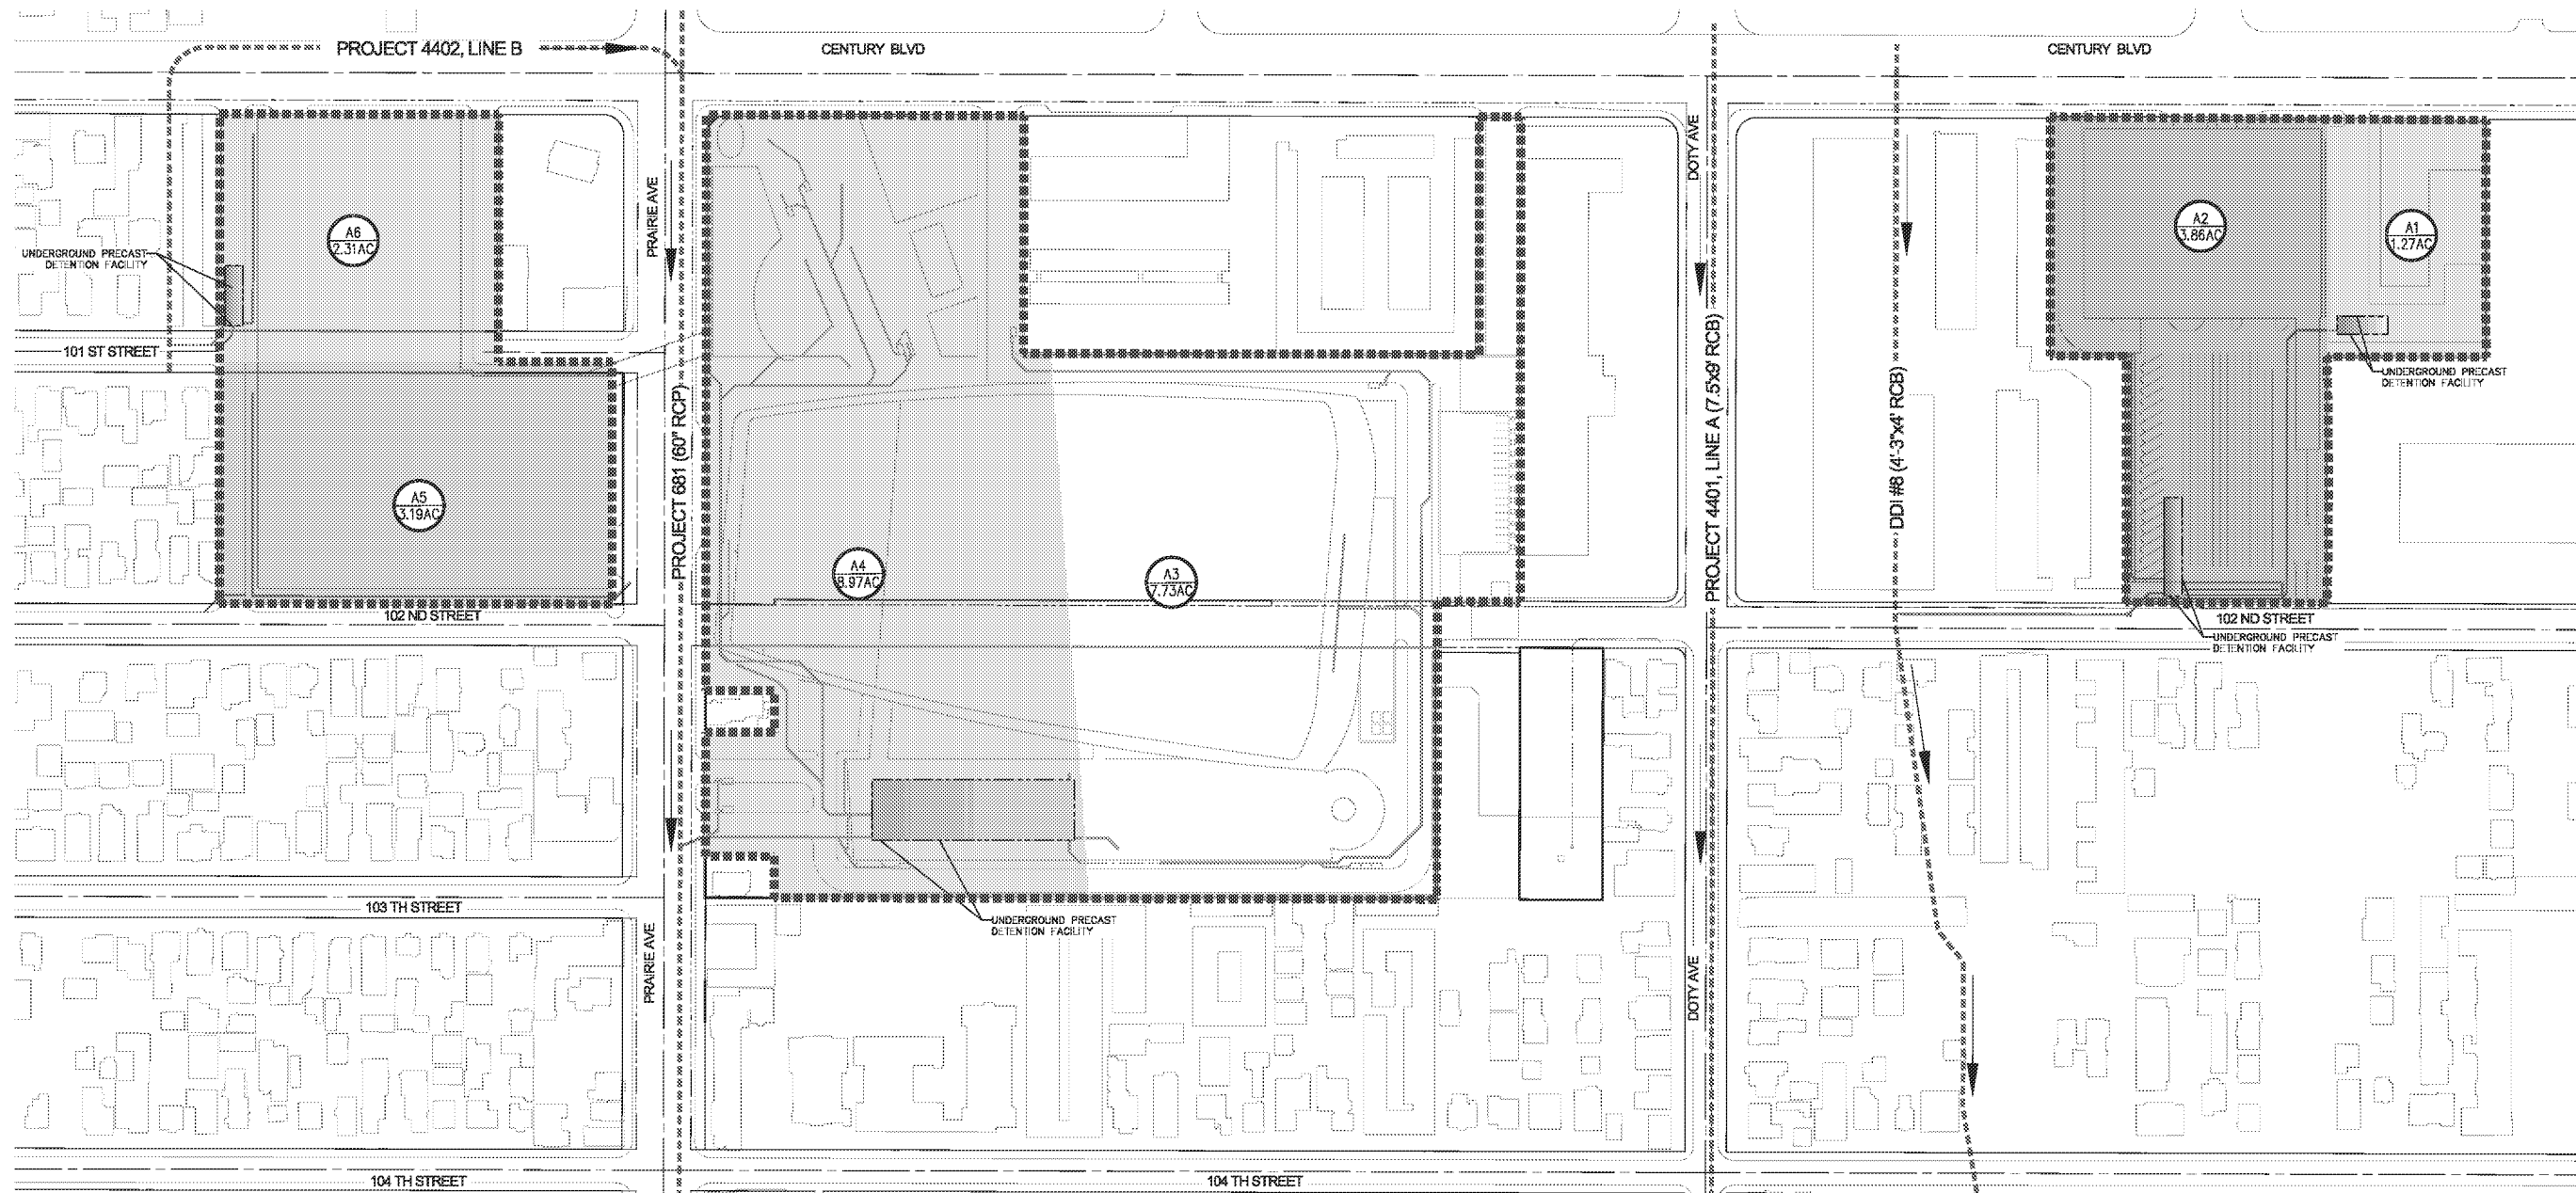 PROJECT 4402, LINE B
CENTURY BLVD
CENTURY BLVD
PRAIRIE AVE
DOTY AVE
A6
2.31AC
A2
3.86AC
A1
1.27AC
UNDERGROUND PRECAST
DETENTION FACILITY
101 ST STREET
UNDERGROUND PRECAST
DETENTION FACILITY
PROJECT 681 (60" RCP)
PROJECT 4401, LINE A (7.5'x9' RCB)
DDI #8 (4'-3"x4' RCB)
A5
3.19AC
A4
8.97AC
A3
7.73AC
102 ND STREET
102 ND STREET
UNDERGROUND PRECAST
DETENTION FACILITY
103 TH STREET
UNDERGROUND PRECAST
DETENTION FACILITY
PRAIRIE AVE
DOTY AVE
104 TH STREET
104 TH STREET